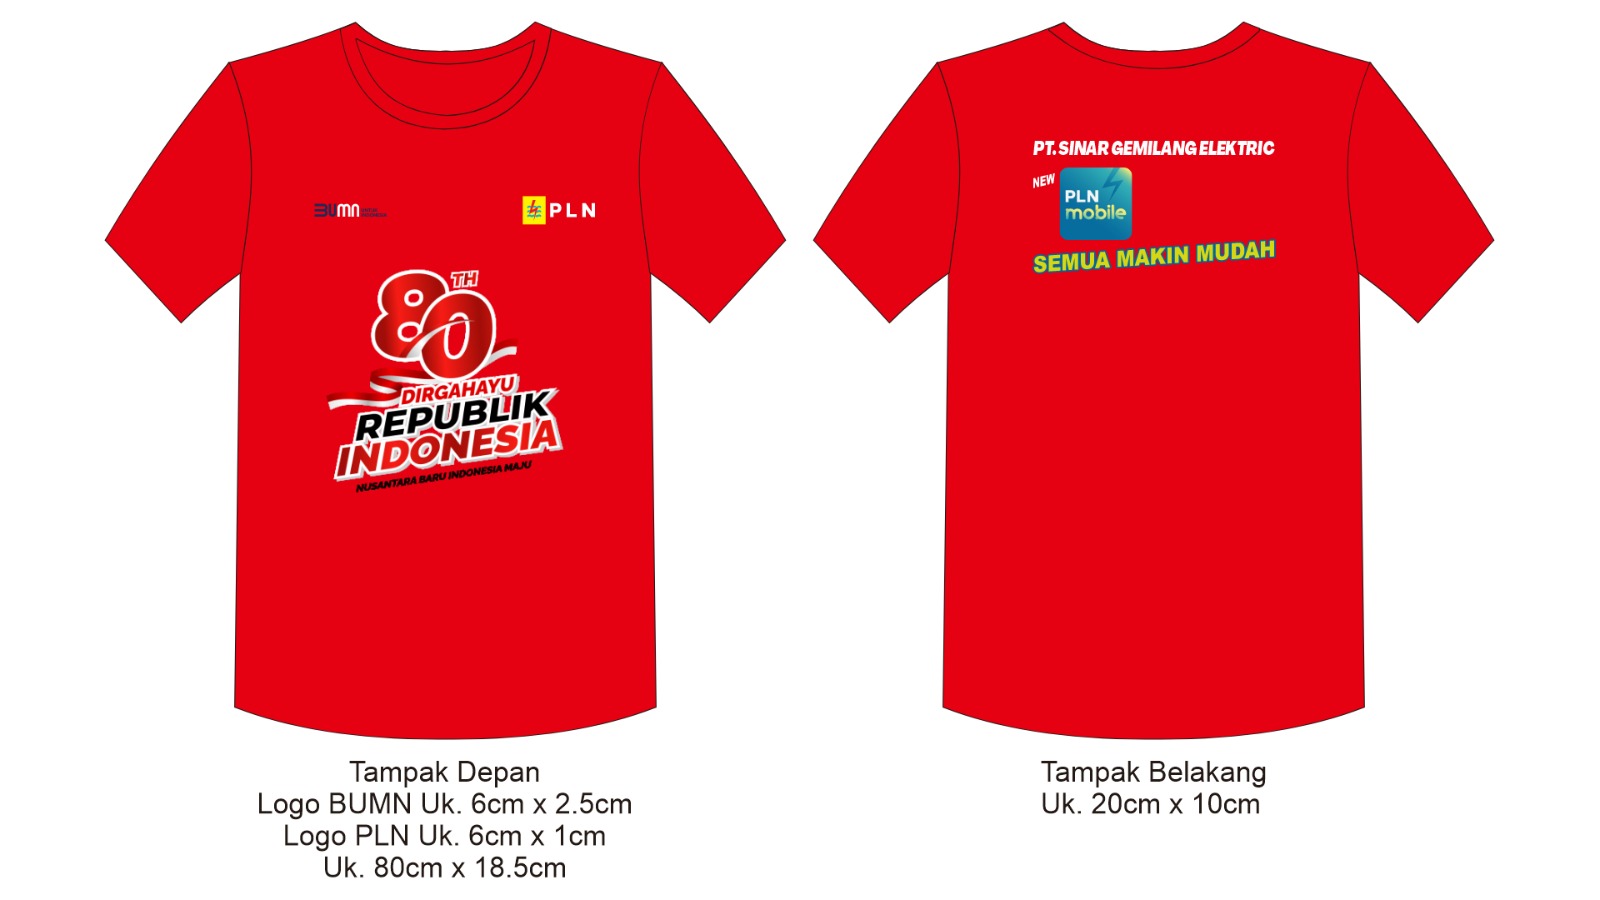 BUMN
PLN
80TH
DIRGAHAYU
REPUBLIK
INDONESIA
NUSANTARA BARU INDONESIA MAJU
Tampak Depan
Logo BUMN Uk. 6cm x 2.5cm
Logo PLN Uk. 6cm x 1cm
Uk. 80cm x 18.5cm
PT. SINAR GEMILANG ELEKTRIC
NEW
PLN
mobile
SEMUA MAKIN MUDAH
Tampak Belakang
Uk. 20cm x 10cm